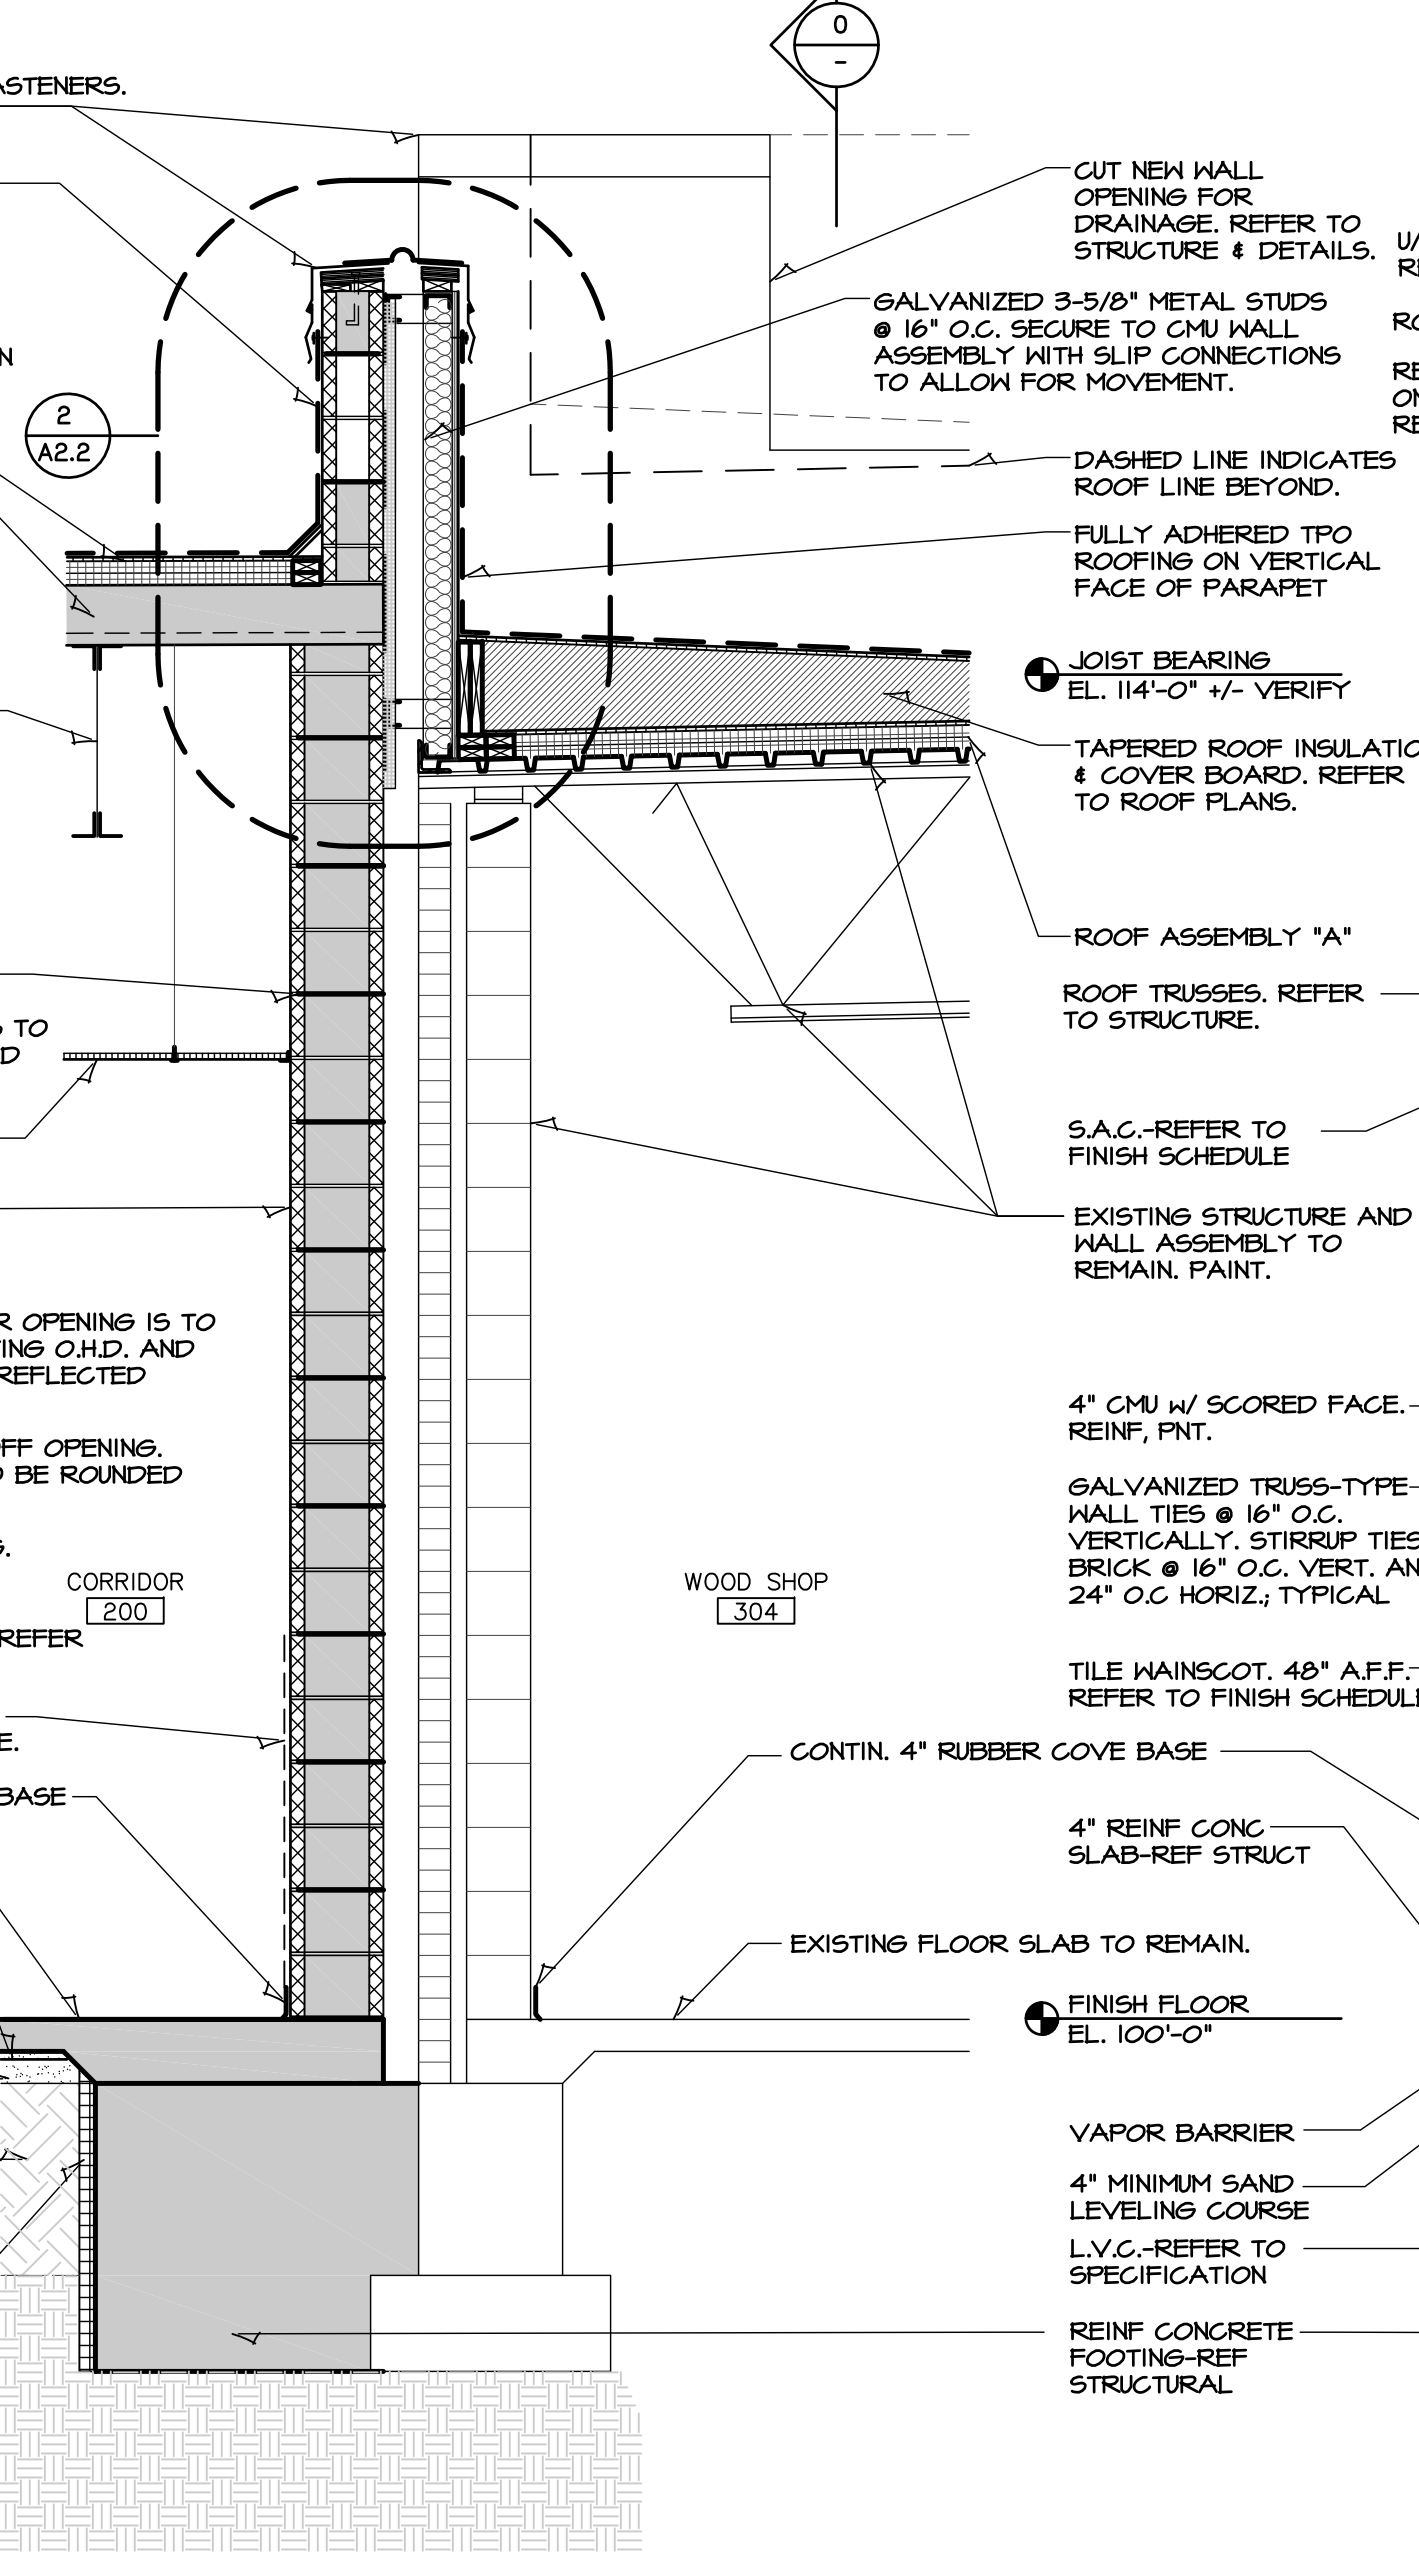 0
-
ASTENERS.
CUT NEW WALL
OPENING FOR
DRAINAGE. REFER TO
STRUCTURE & DETAILS.
U/
RE
GALVANIZED 3-5/8" METAL STUDS
@ 16" O.C. SECURE TO CMU WALL
ASSEMBLY WITH SLIP CONNECTIONS
TO ALLOW FOR MOVEMENT.
RO
RE
ON
RE
N
2
A2.2
DASHED LINE INDICATES
ROOF LINE BEYOND.
FULLY ADHERED TPO
ROOFING ON VERTICAL
FACE OF PARAPET
JOIST BEARING
EL. 114'-0" +/- VERIFY
TAPERED ROOF INSULATIO
& COVER BOARD. REFER
TO ROOF PLANS.
ROOF ASSEMBLY "A"
ROOF TRUSSES. REFER
TO STRUCTURE.
S TO
D
S.A.C.-REFER TO
FINISH SCHEDULE
EXISTING STRUCTURE AND
WALL ASSEMBLY TO
REMAIN. PAINT.
R OPENING IS TO
TING O.H.D. AND
REFLECTED
4" CMU W/ SCORED FACE.
REINF, PNT.
FF OPENING.
O BE ROUNDED
GALVANIZED TRUSS-TYPE
WALL TIES @ 16" O.C.
VERTICALLY. STIRRUP TIES
BRICK @ 16" O.C. VERT. AN
24" O.C HORIZ.; TYPICAL
S.
CORRIDOR
200
WOOD SHOP
304
REFER
TILE WAINSCOT. 48" A.F.F.
REFER TO FINISH SCHEDULE
E.
CONTIN. 4" RUBBER COVE BASE
BASE
4" REINF CONC
SLAB-REF STRUCT
EXISTING FLOOR SLAB TO REMAIN.
FINISH FLOOR
EL. 100'-0"
VAPOR BARRIER
4" MINIMUM SAND
LEVELING COURSE
L.V.C.-REFER TO
SPECIFICATION
REINF CONCRETE
FOOTING-REF
STRUCTURAL